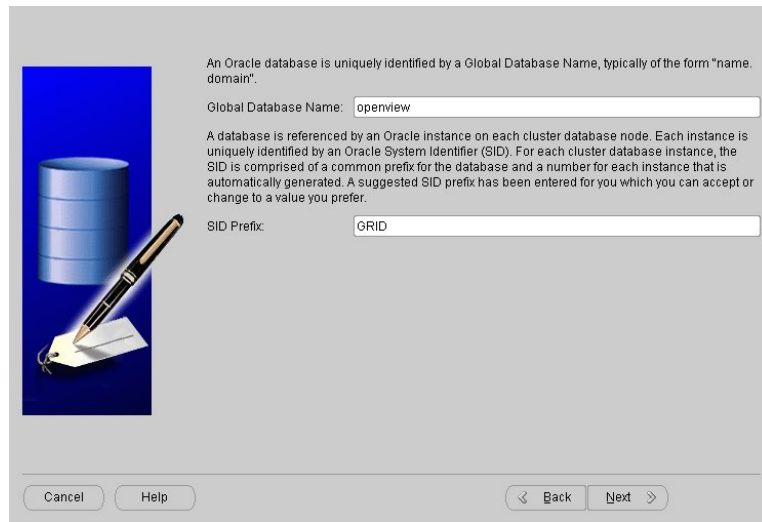 An Oracle database is uniquely identified by a Global Database Name, typically of the form "name.
domain".
Global Database Name: openview
A database is referenced by an Oracle instance on each cluster database node. Each instance is
uniquely identified by an Oracle System Identifier (SID). For each cluster database instance, the
SID is comprised of a common prefix for the database and a number for each instance that is
automatically generated. A suggested SID prefix has been entered for you which you can accept or
change to a value you prefer.
SID Prefix: GRID
Cancel Help Back Next